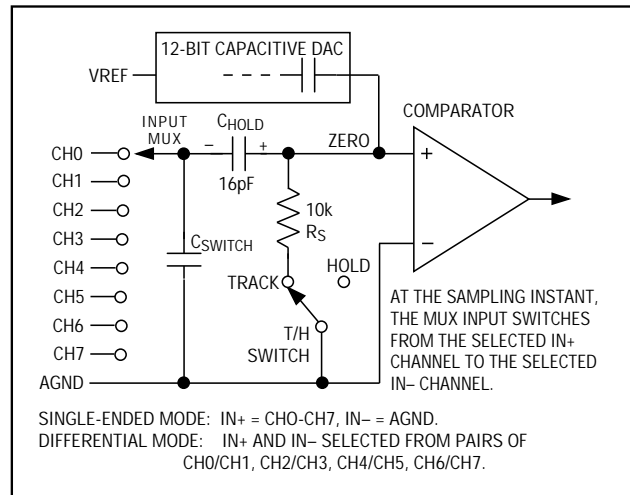 12-BIT CAPACITIVE DAC
VREF
COMPARATOR
INPUT
MUX
– CHOLD +
16pF
ZERO
+
–
CH0
CH1
CH2
CH3
CH4
CH5
CH6
CH7
AGND
CSWITCH
10k
RS
TRACK
HOLD
T/H
SWITCH
AT THE SAMPLING INSTANT,
THE MUX INPUT SWITCHES
FROM THE SELECTED IN+
CHANNEL TO THE SELECTED
IN– CHANNEL.
SINGLE-ENDED MODE: IN+ = CHO-CH7, IN– = AGND.
DIFFERENTIAL MODE: IN+ AND IN– SELECTED FROM PAIRS OF
CH0/CH1, CH2/CH3, CH4/CH5, CH6/CH7.